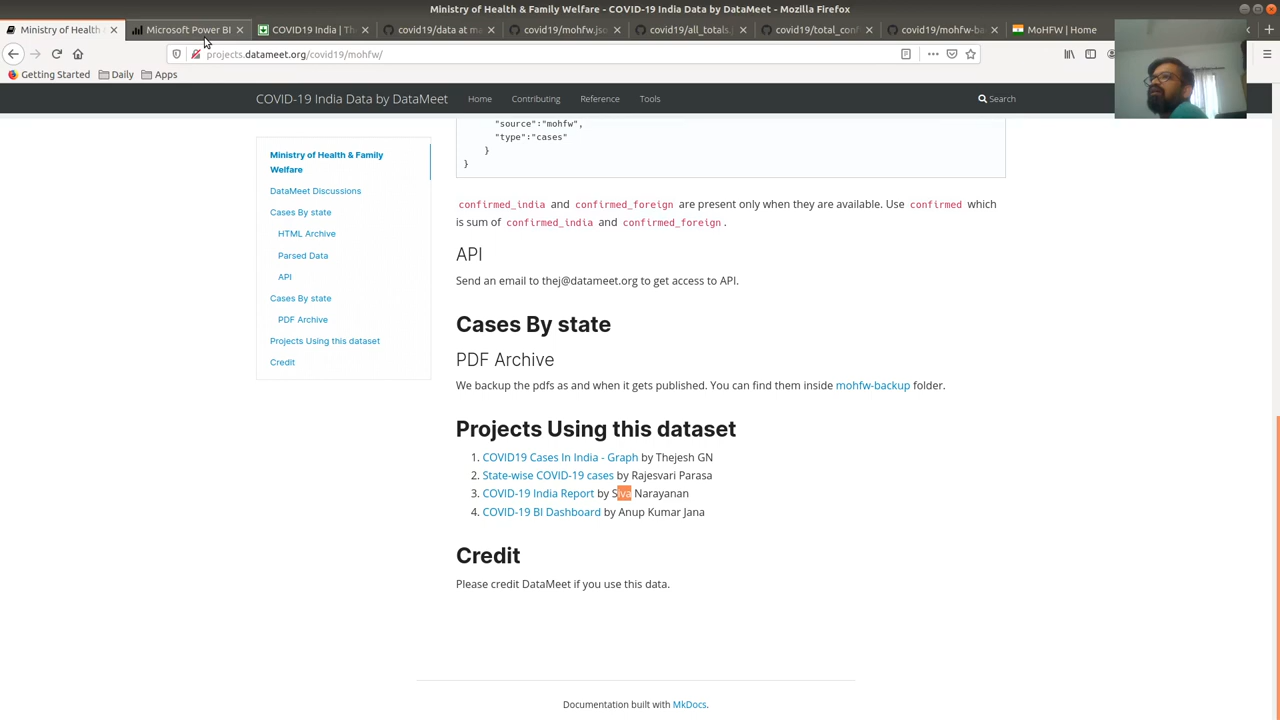 Ministry of Health & Family Welfare - COVID-19 India Data by DataMeet - Mozilla Firefox
Ministry of Health &
Microsoft Power BI
COVID19 India | Th
covid19/data at ma
covid19/mohfw.jso
covid19/all_totals.
covid19/total_conf
covid19/mohfw-ba
MoHFW | Home
projects.datameet.org/covid19/mohfw/
Getting Started
Daily
Apps
COVID-19 India Data by DataMeet
Home
Contributing
Reference
Tools
Search
Ministry of Health & Family
Welfare
DataMeet Discussions
Cases By state
HTML Archive
Parsed Data
API
Cases By state
PDF Archive
Projects Using this dataset
Credit
"source":"mohfw",
"type":"cases"
}
}
confirmed_india and confirmed_foreign are present only when they are available. Use confirmed which
is sum of confirmed_india and confirmed_foreign .
API
Send an email to thej@datameet.org to get access to API.
Cases By state
PDF Archive
We backup the pdfs as and when it gets published. You can find them inside mohfw-backup folder.
Projects Using this dataset
1. COVID19 Cases In India - Graph by Thejesh GN
2. State-wise COVID-19 cases by Rajesvari Parasa
3. COVID-19 India Report by Siva Narayanan
4. COVID-19 BI Dashboard by Anup Kumar Jana
Credit
Please credit DataMeet if you use this data.
Documentation built with MkDocs.